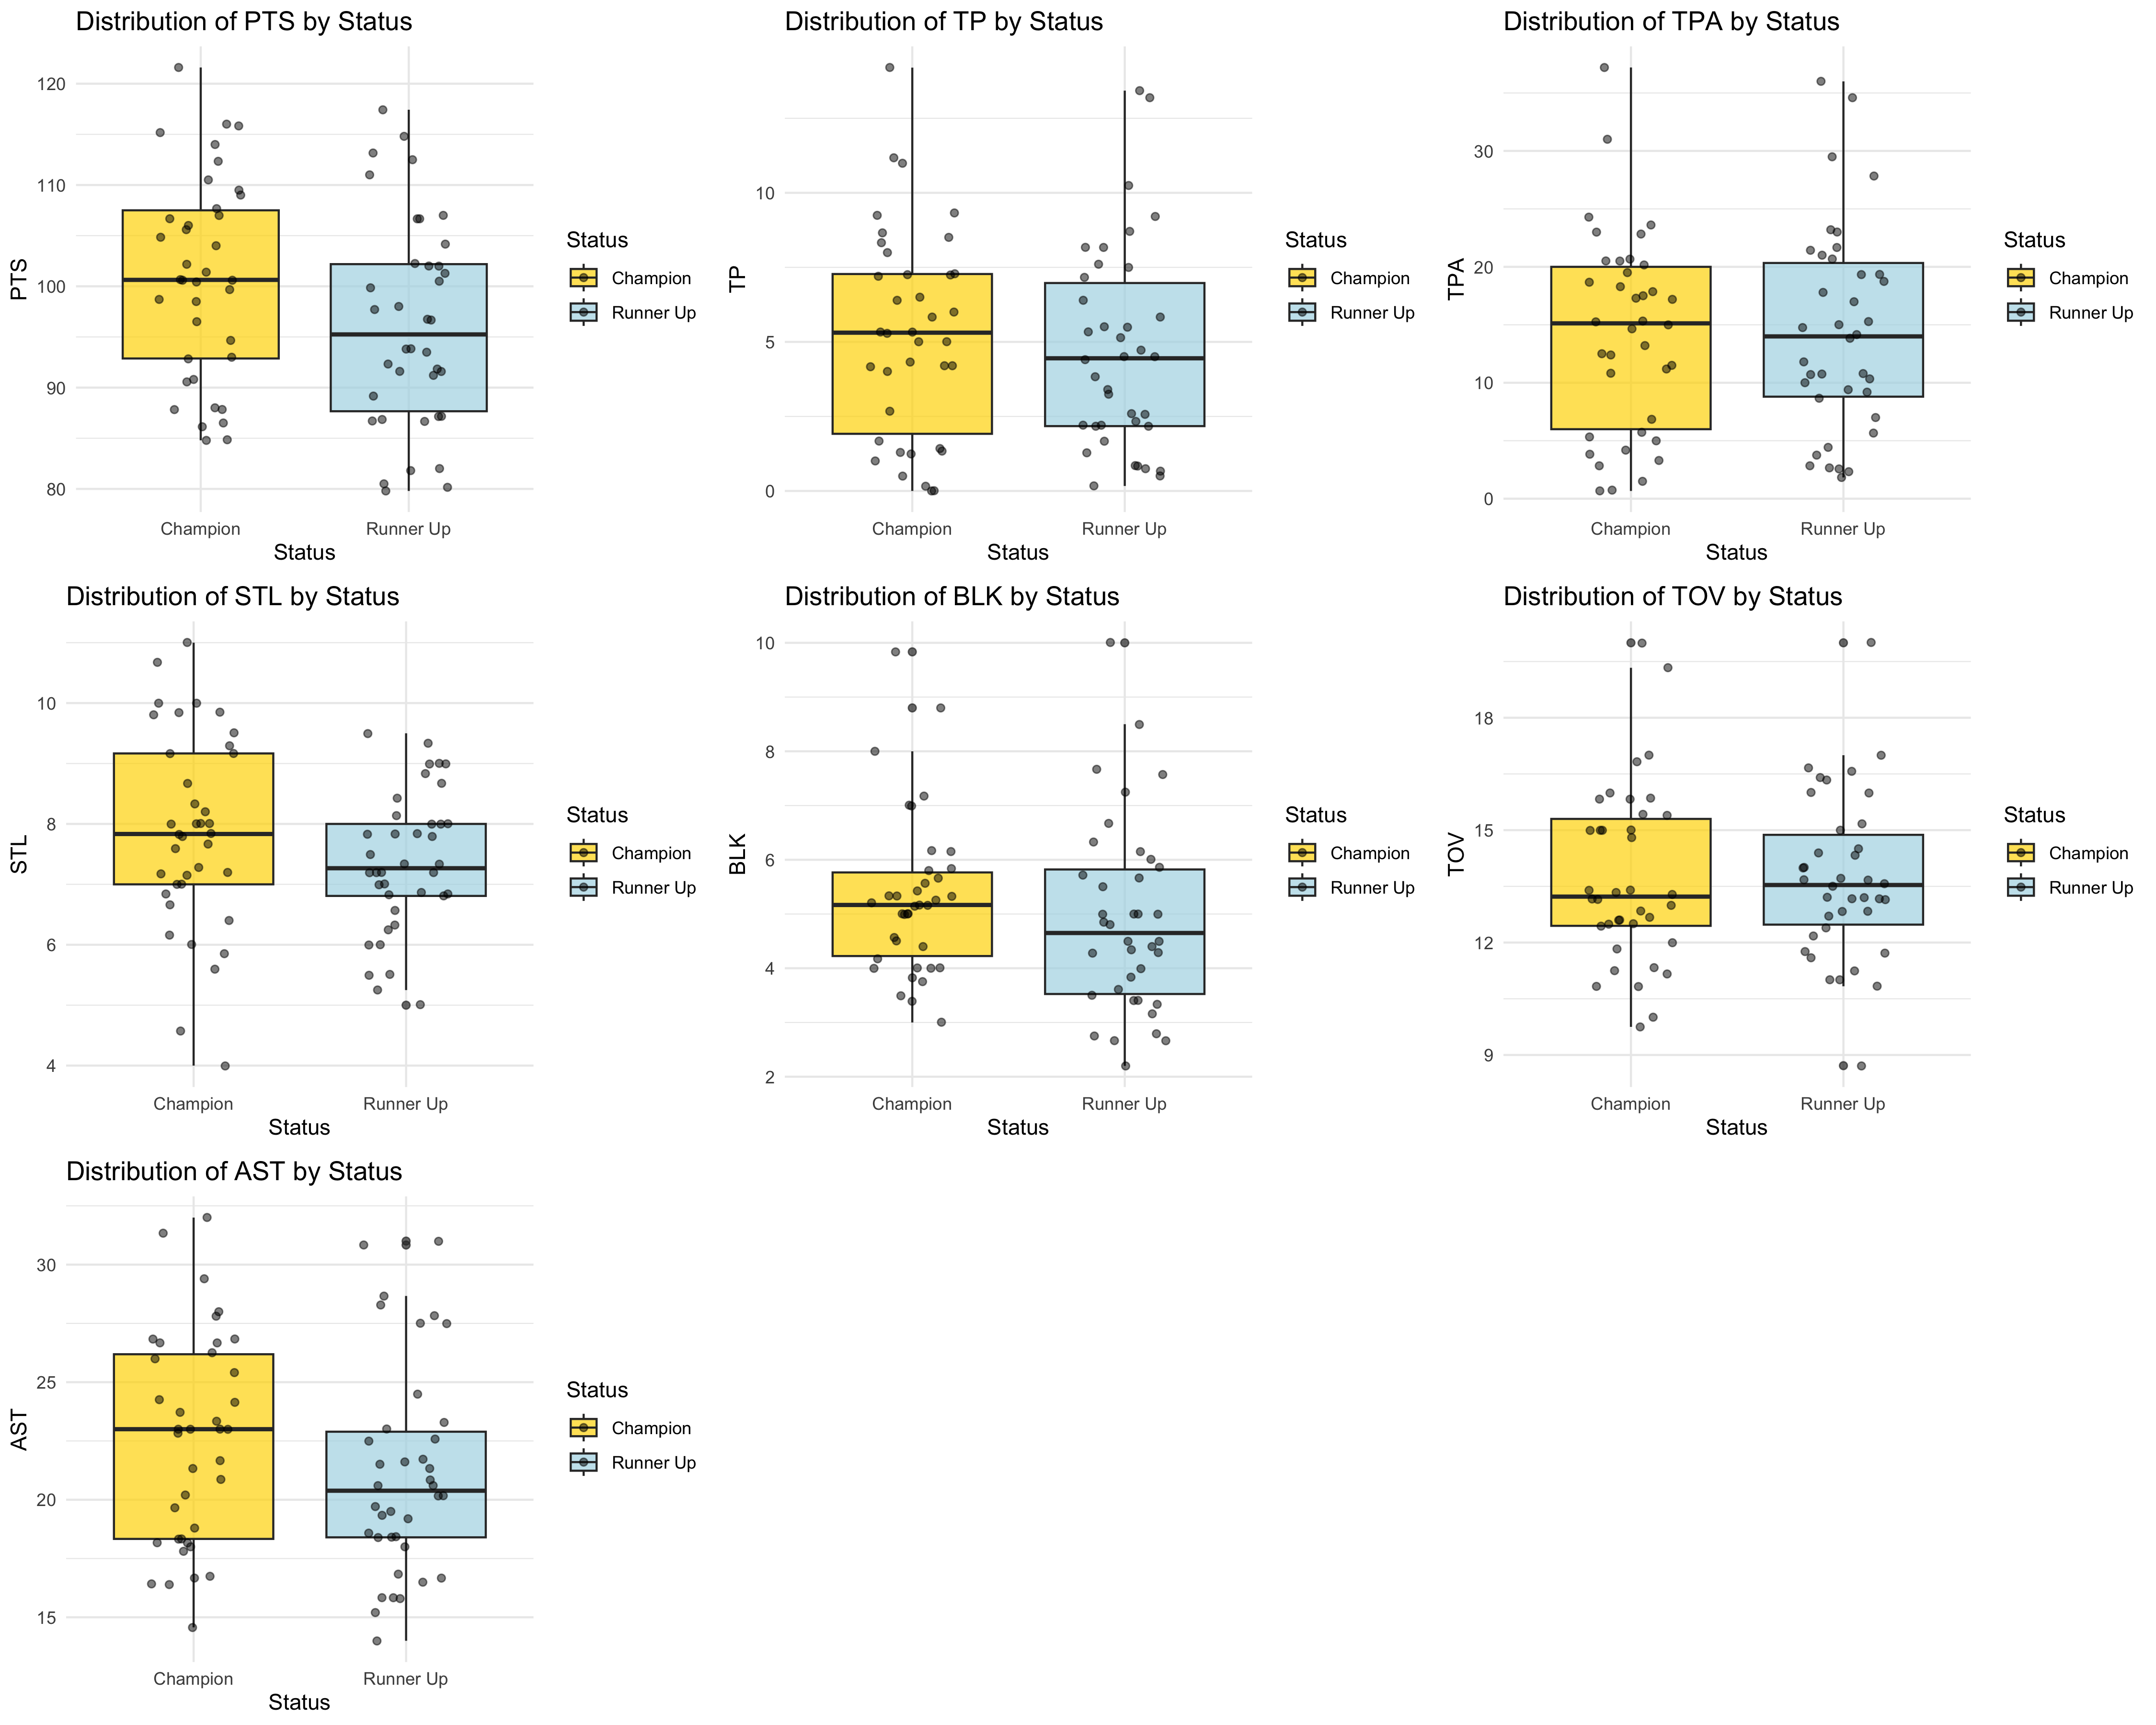 Distribution of PTS by Status
120
110
100
90
80
PTS
Champion
Runner Up
Status
Status
Champion
Runner Up
Distribution of TP by Status
10
5
0
TP
Champion
Runner Up
Status
Status
Champion
Runner Up
Distribution of TPA by Status
30
20
10
0
TPA
Champion
Runner Up
Status
Status
Champion
Runner Up
Distribution of STL by Status
10
8
6
4
STL
Champion
Runner Up
Status
Status
Champion
Runner Up
Distribution of BLK by Status
10
8
6
4
2
BLK
Champion
Runner Up
Status
Status
Champion
Runner Up
Distribution of TOV by Status
18
15
12
9
TOV
Champion
Runner Up
Status
Status
Champion
Runner Up
Distribution of AST by Status
30
25
20
15
AST
Champion
Runner Up
Status
Status
Champion
Runner Up